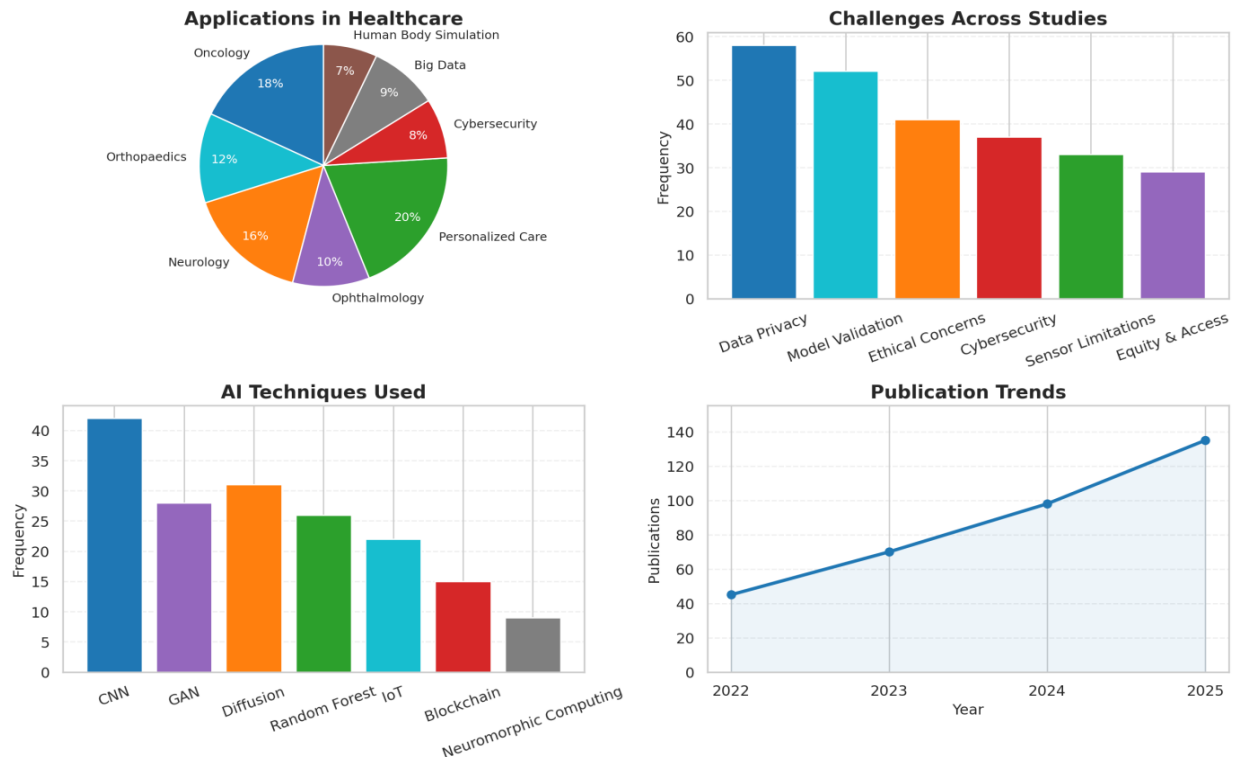 Applications in Healthcare
Human Body Simulation
Oncology
Big Data
Cybersecurity
Orthopaedics
Personalized Care
Neurology
Ophthalmology
7%
18%
9%
8%
12%
20%
16%
10%
Challenges Across Studies
Frequency
60
50
40
30
20
10
0
Data Privacy
Model Validation
Ethical Concerns
Cybersecurity
Sensor Limitations
Equity & Access
AI Techniques Used
Frequency
40
35
30
25
20
15
10
5
0
CNN
GAN
Diffusion
Random Forest
IoT
Blockchain
Neuromorphic Computing
Publication Trends
Publications
140
120
100
80
60
40
20
0
2022
2023
2024
2025
Year